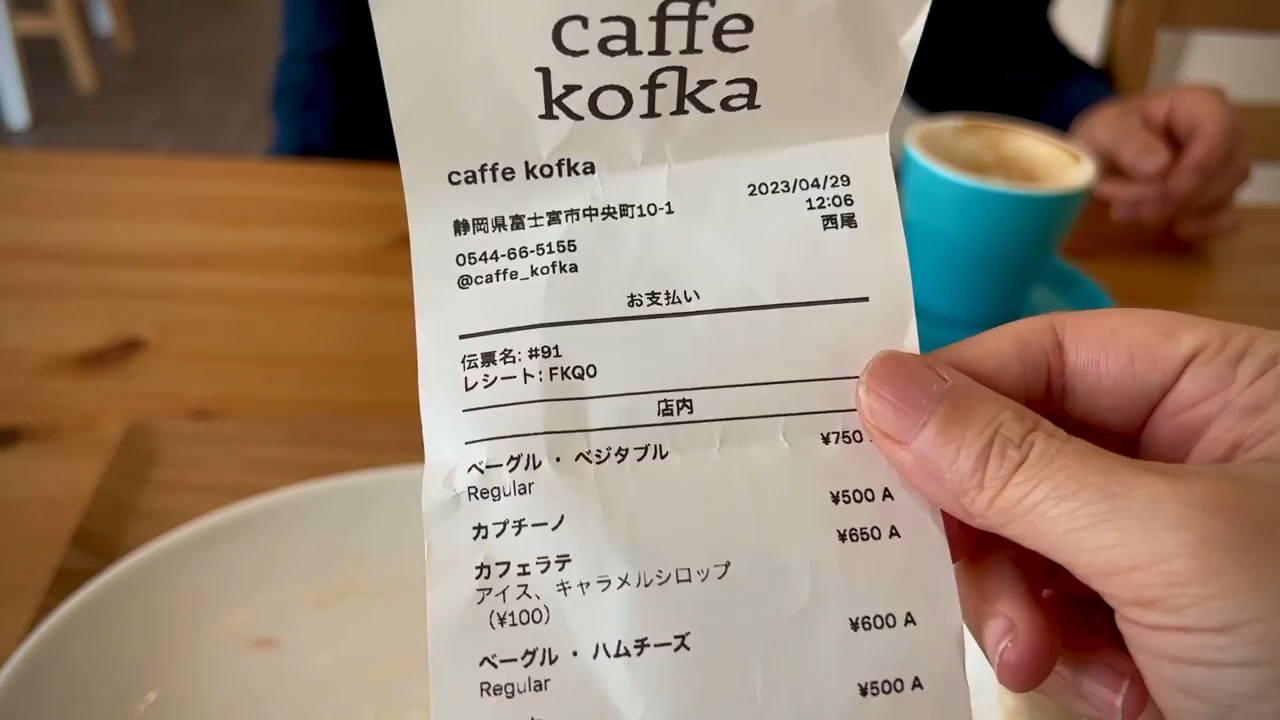 caffe
kofka
caffe kofka
静岡県富士宮市中央町10-1
0544-66-5155
@caffe_kofka
2023/04/29
12:06
西尾
お支払い
伝票名: #91
レシート: FKQ0
店内
ベーグル ・ ベジタブル ¥750
Regular
カプチーノ ¥500 A
カフェラテ ¥650 A
アイス、キャラメルシロップ
(¥100)
ベーグル ・ ハムチーズ ¥600 A
Regular
¥500 A